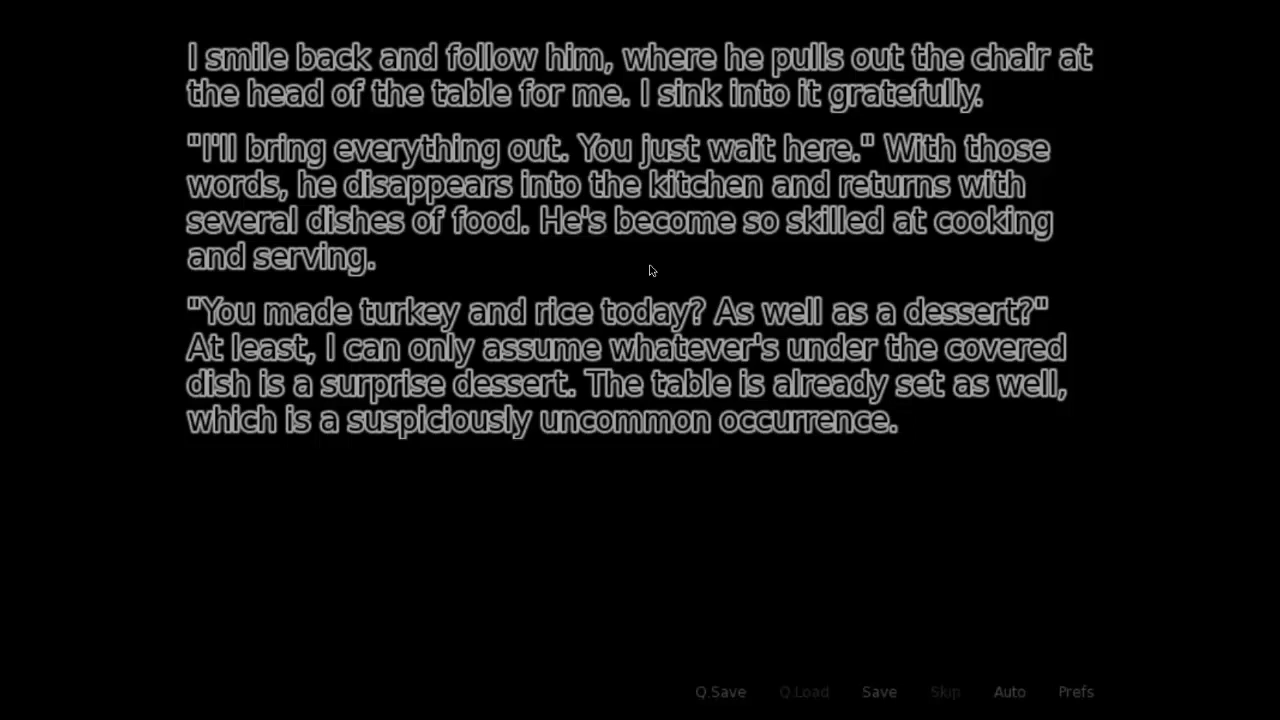 I smile back and follow him, where he pulls out the chair at
the head of the table for me. I sink into it gratefully.
"I'll bring everything out. You just wait here." With those
words, he disappears into the kitchen and returns with
several dishes of food. He's become so skilled at cooking
and serving.
"You made turkey and rice today? As well as a dessert?"
At least, I can only assume whatever's under the covered
dish is a surprise dessert. The table is already set as well,
which is a suspiciously uncommon occurrence.
Q.Save Q.Load Save Skip Auto Prefs